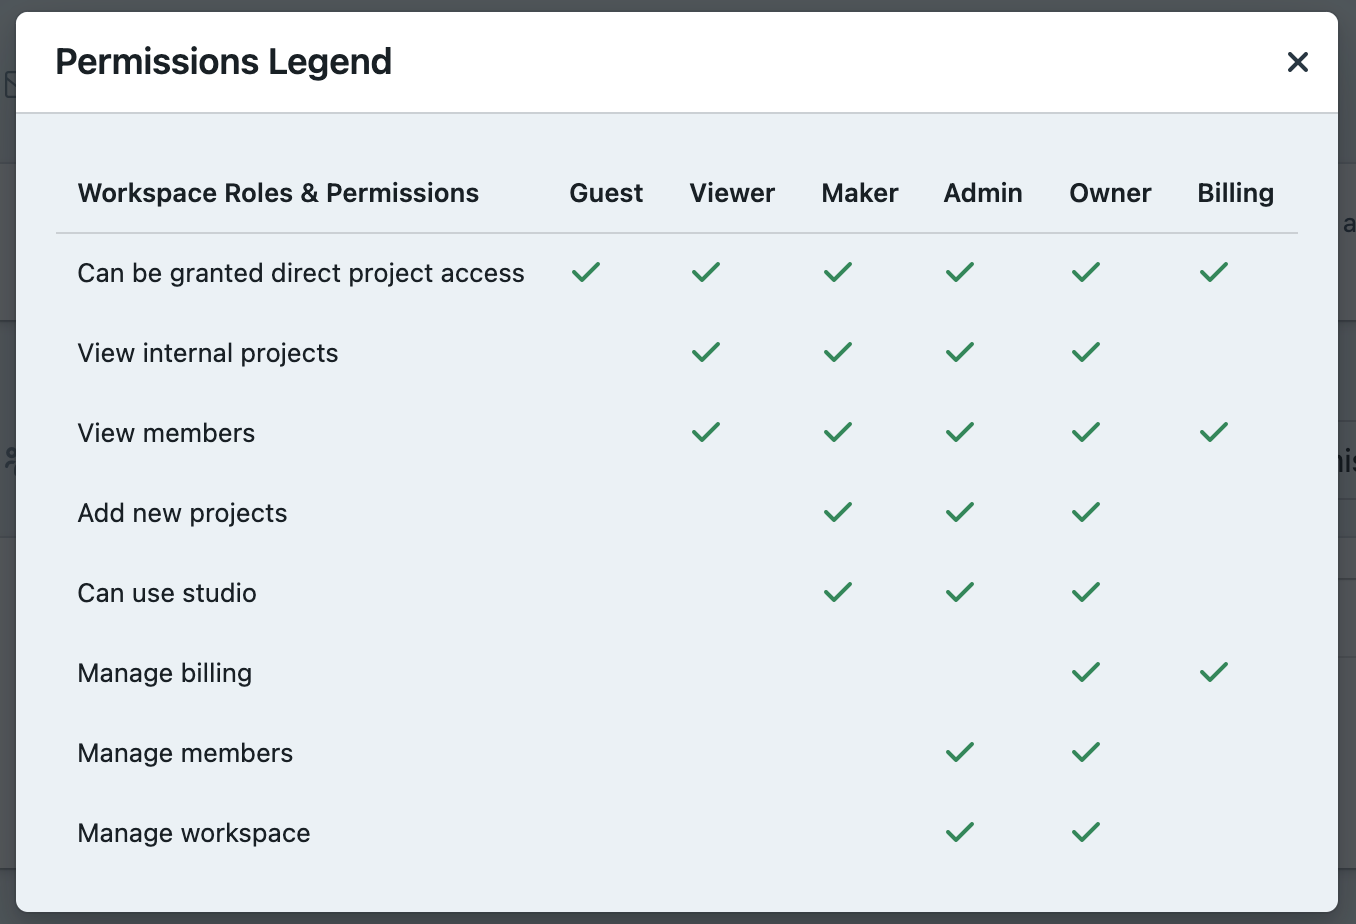 Permissions Legend
Workspace Roles & Permissions Guest Viewer Maker Admin Owner Billing
Can be granted direct project access ✓ ✓ ✓ ✓ ✓ ✓
View internal projects ✓ ✓ ✓ ✓
View members ✓ ✓ ✓ ✓ ✓
Add new projects ✓ ✓ ✓
Can use studio ✓ ✓ ✓
Manage billing ✓ ✓
Manage members ✓ ✓
Manage workspace ✓ ✓